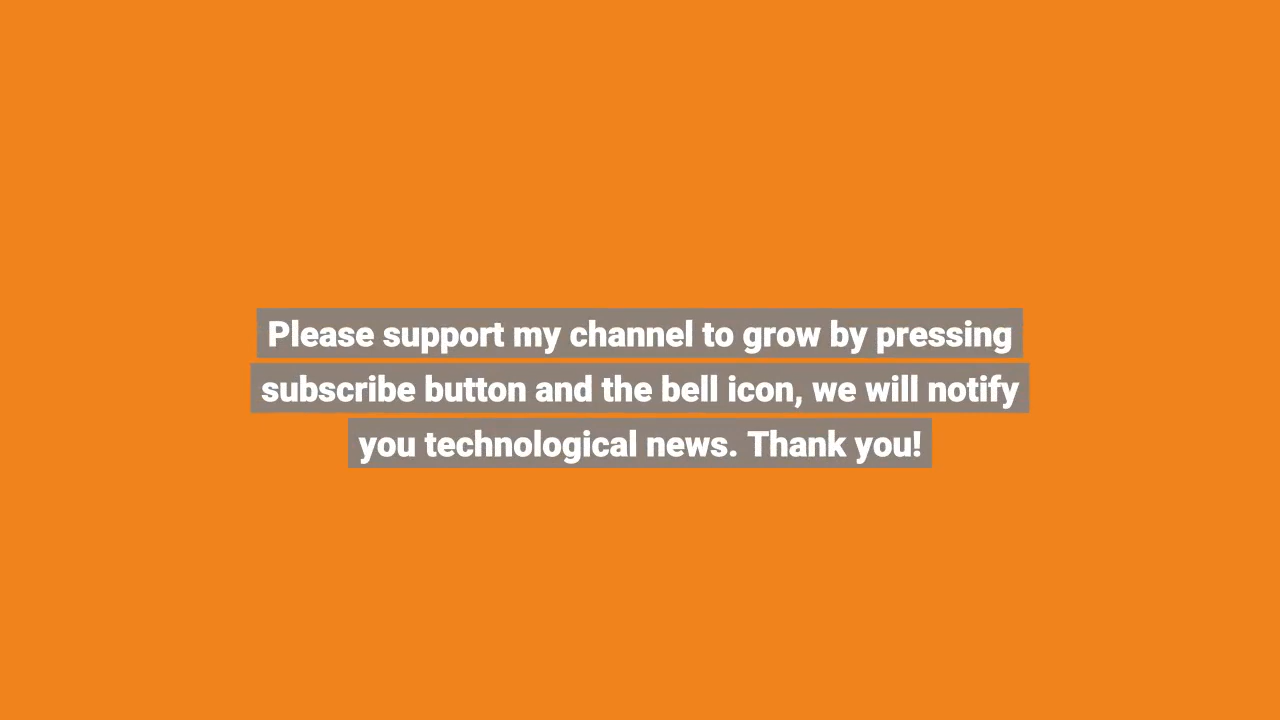 Please support my channel to grow by pressing
subscribe button and the bell icon, we will notify
you technological news. Thank you!